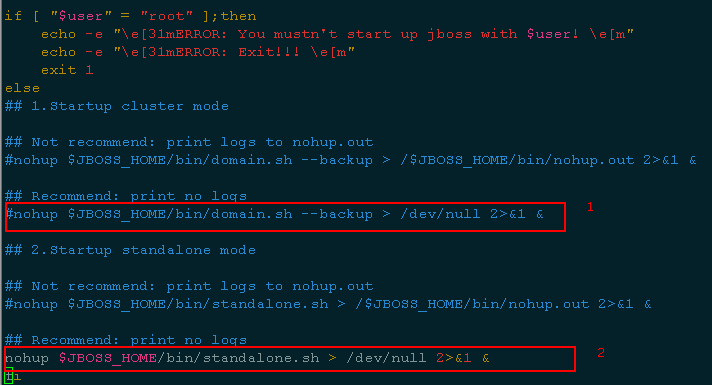 if [ "$user" = "root" ];then
    echo -e "\e[31mERROR: You mustn't start up jboss with $user! \e[m"
    echo -e "\e[31mERROR: Exit!!! \e[m"
    exit 1
else
## 1.Startup cluster mode
## Not recommend: print logs to nohup.out
#nohup $JBOSS_HOME/bin/domain.sh --backup > /$JBOSS_HOME/bin/nohup.out 2>&1 &
## Recommend: print no logs
#nohup $JBOSS_HOME/bin/domain.sh --backup > /dev/null 2>&1 & 1
## 2.Startup standalone mode
## Not recommend: print logs to nohup.out
#nohup $JBOSS_HOME/bin/standalone.sh > /$JBOSS_HOME/bin/nohup.out 2>&1 &
## Recommend: print no logs
nohup $JBOSS_HOME/bin/standalone.sh > /dev/null 2>&1 & 2
fi